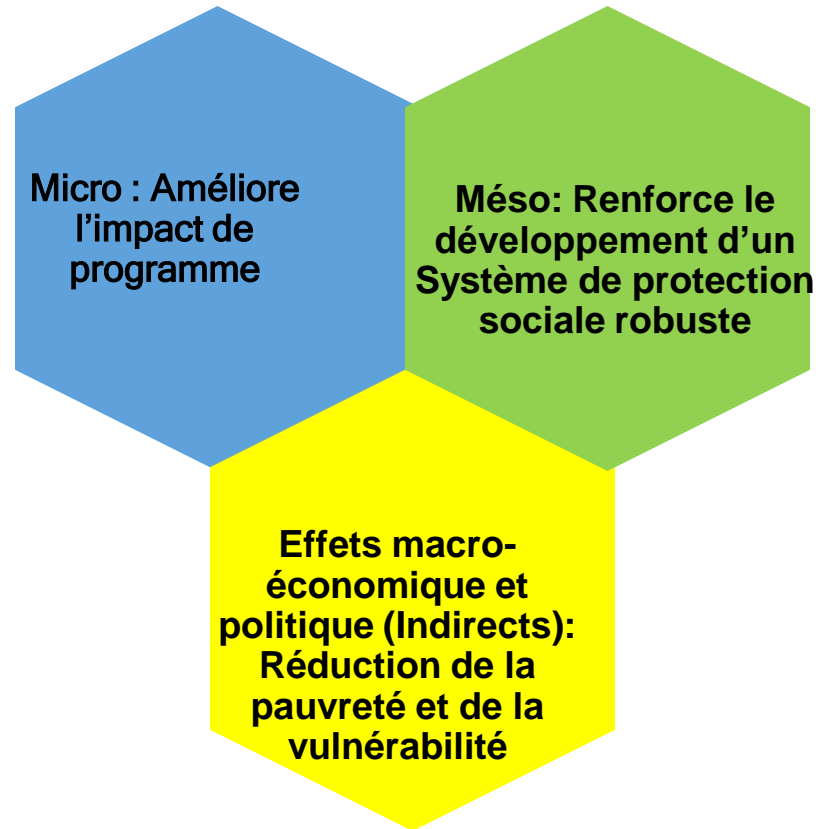 Micro : Améliore
l’impact de
programme
Méso: Renforce le
développement d’un
Système de protection
sociale robuste
Effets macro-
économique et
politique (Indirects):
Réduction de la
pauvreté et de la
vulnérabilité